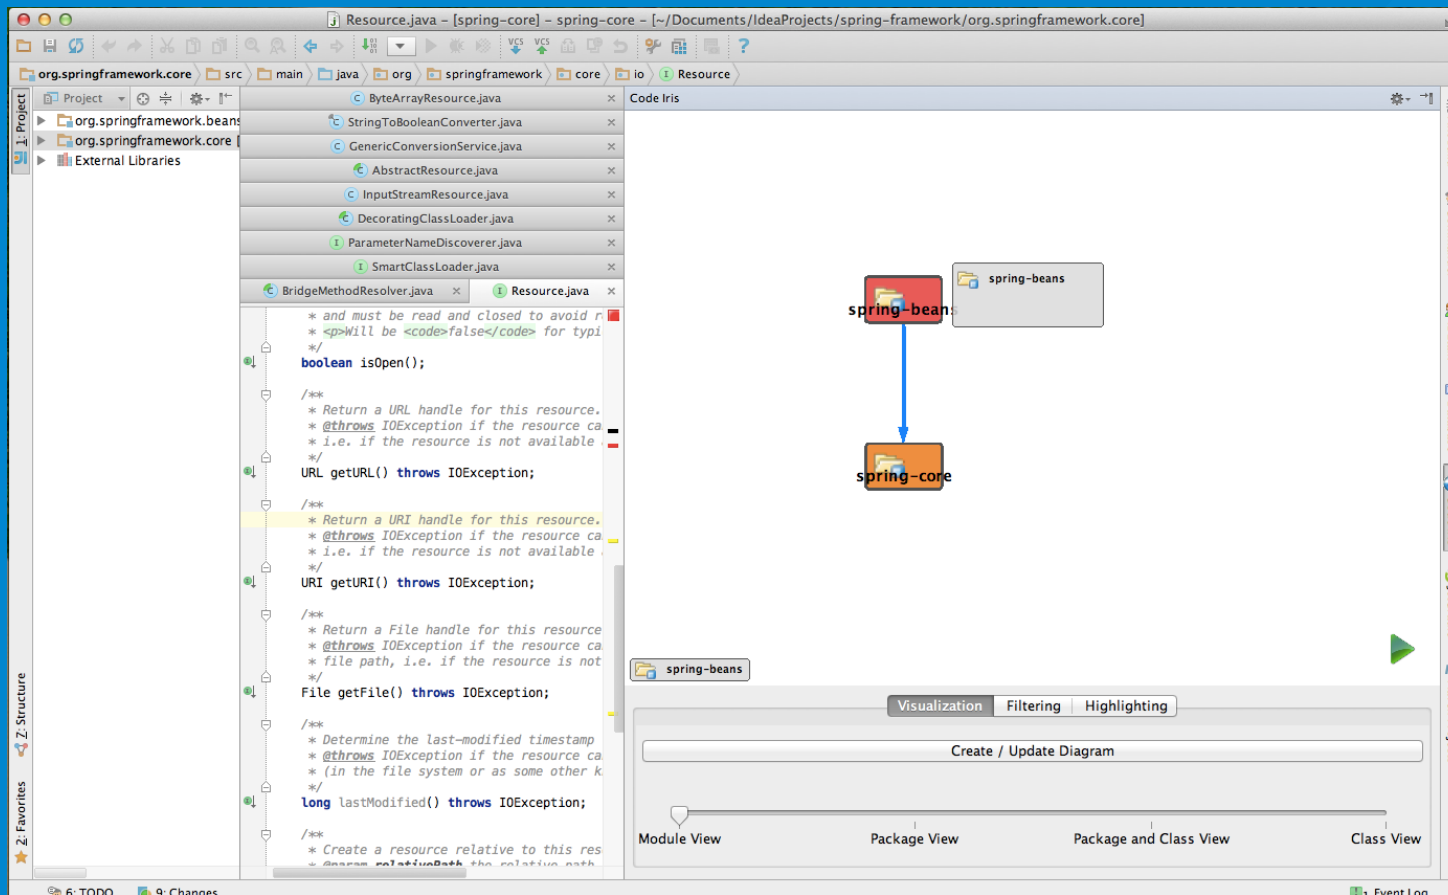 Resource.java - [spring-core] - spring-core - [~/Documents/IdeaProjects/spring-framework/org.springframework.core]
VCS VCS
org.springframework.core src main java org springframework core io Resource
1: Project
Project
org.springframework.beans
org.springframework.core [
External Libraries
Z: Structure
2: Favorites
ByteArrayResource.java
StringToBooleanConverter.java
GenericConversionService.java
AbstractResource.java
InputStreamResource.java
DecoratingClassLoader.java
ParameterNameDiscoverer.java
SmartClassLoader.java
BridgeMethodResolver.java Resource.java
* and must be read and closed to avoid r
* <p>Will be <code>false</code> for typi
*/
boolean isOpen();
/**
* Return a URL handle for this resource.
* @throws IOException if the resource ca
* i.e. if the resource is not available
*/
URL getURL() throws IOException;
/**
* Return a URI handle for this resource.
* @throws IOException if the resource ca
* i.e. if the resource is not available
*/
URI getURI() throws IOException;
/**
* Return a File handle for this resource
* @throws IOException if the resource ca
* file path, i.e. if the resource is not
*/
File getFile() throws IOException;
/**
* Determine the last-modified timestamp
* @throws IOException if the resource ca
* (in the file system or as some other k
*/
long lastModified() throws IOException;
/**
* Create a resource relative to this res
* @param relativePath the relative path
Code Iris
spring-beans
spring-beans
spring-core
spring-beans
Visualization Filtering Highlighting
Create / Update Diagram
Module View Package View Package and Class View Class View
6: TODO 9: Changes 1 Event Log